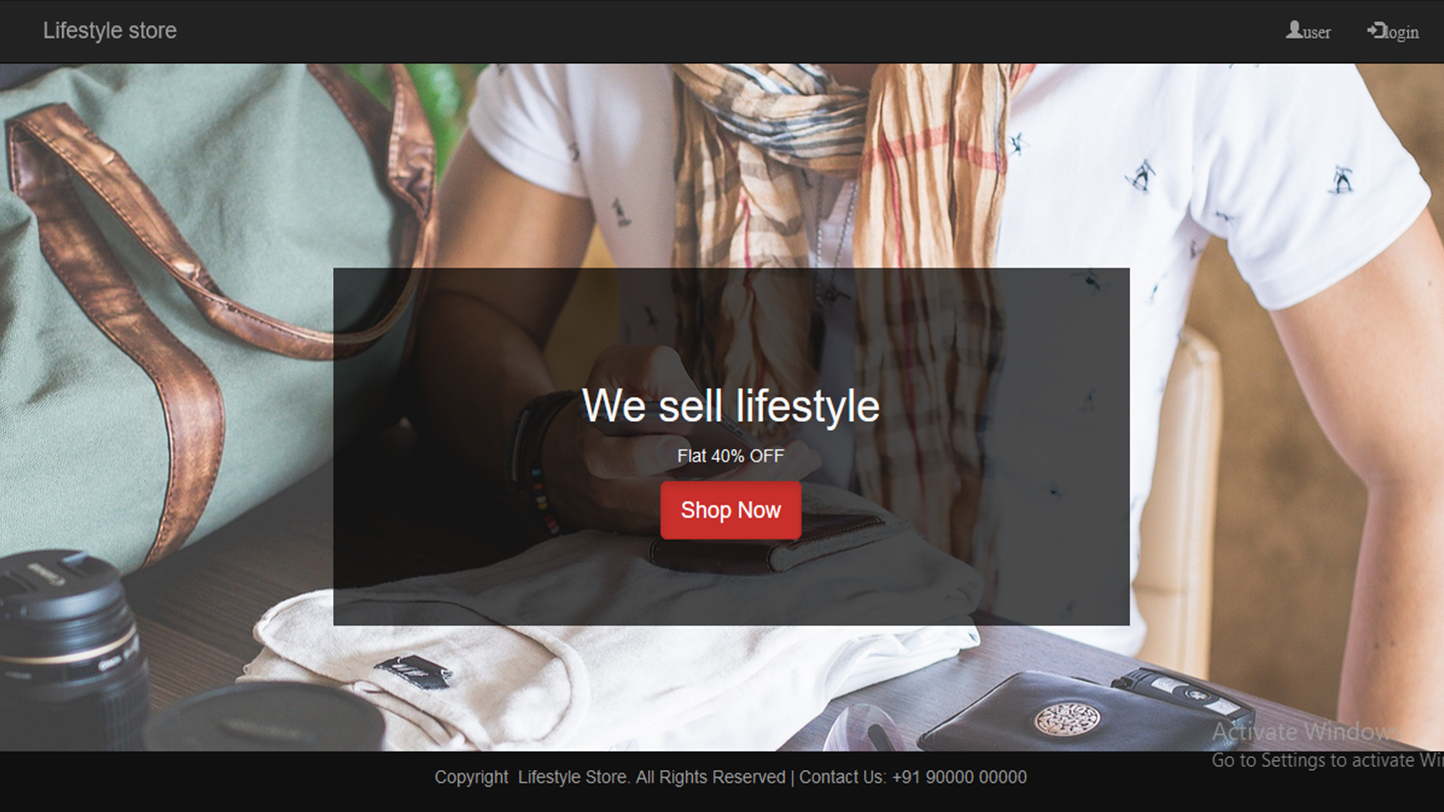 Lifestyle store
user
login
We sell lifestyle
Flat 40% OFF
Shop Now
Activate Window
Go to Settings to activate Wi
Copyright Lifestyle Store. All Rights Reserved | Contact Us: +91 90000 00000